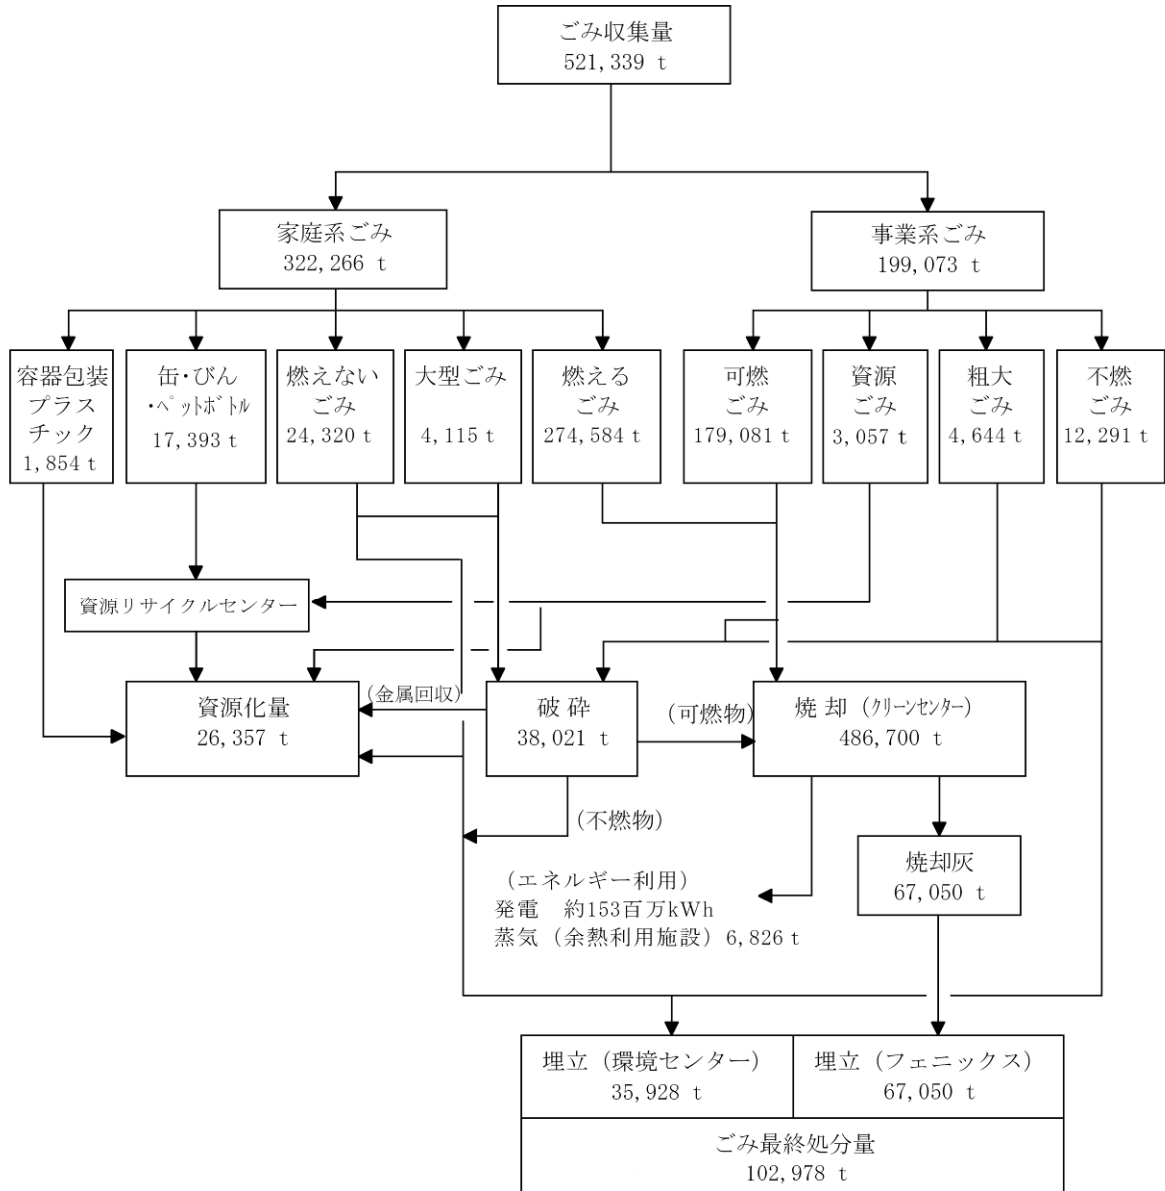 ごみ収集量
521,339 t
家庭系ごみ
322,266 t
事業系ごみ
199,073 t
容器包装
プラス
チック
1,854 t
缶・びん
・ペットボトル
17,393 t
燃えない
ごみ
24,320 t
大型ごみ
4,115 t
燃える
ごみ
274,584 t
可燃
ごみ
179,081 t
資源
ごみ
3,057 t
粗大
ごみ
4,644 t
不燃
ごみ
12,291 t
資源リサイクルセンター
資源化量
26,357 t
(金属回収)
破砕
38,021 t
(可燃物)
焼却(クリーンセンター)
486,700 t
(不燃物)
焼却灰
67,050 t
(エネルギー利用)
発電 約153百万kWh
蒸気(余熱利用施設)6,826 t
埋立(環境センター)
35,928 t
埋立(フェニックス)
67,050 t
ごみ最終処分量
102,978 t